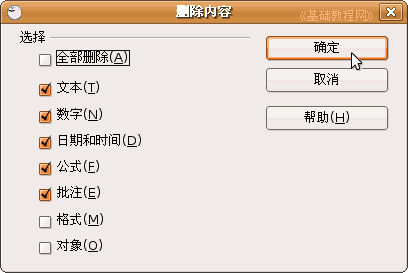 删除内容
《基础教程网》
选择
全部删除(A)
文本(T)
数字(N)
日期和时间(D)
公式(F)
批注(E)
格式(M)
对象(O)
确定
取消
帮助(H)